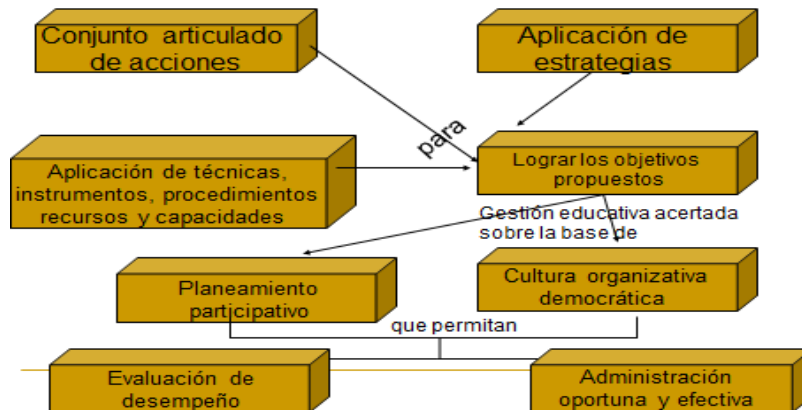 Conjunto articulado
de acciones
Aplicación de
estrategias
para
Aplicación de técnicas,
instrumentos, procedimientos
recursos y capacidades
Lograr los objetivos
propuestos
Gestión educativa acertada
sobre la base de
Planeamiento
participativo
Cultura organizativa
democrática
que permitan
Evaluación de
desempeño
Administración
oportuna y efectiva